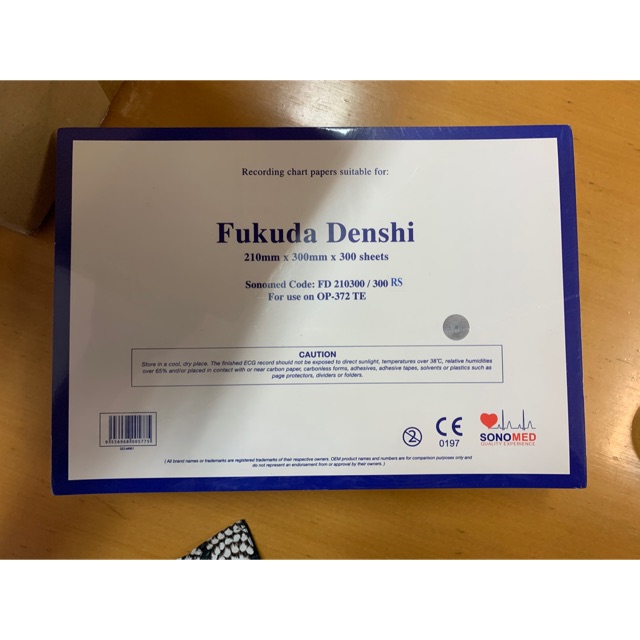 Recording chart papers suitable for:
Fukuda Denshi
210mm x 300mm x 300 sheets
Sonomed Code: FD 210300 / 300 RS
For use on OP-372 TE
CAUTION
Store in a cool, dry place. The finished ECG record should not be exposed to direct sunlight, temperatures over 38°C, relative humidities
over 65% and/or placed in contact with or near carbon paper, carbonless forms, adhesives, adhesive tapes, solvents or plastics such as
page protectors, dividers or folders.
2
CE
0197
SONOMED
QUALITY EXPERIENCE
( All brand names or trademarks are registered trademarks of their respective owners. OEM product names and numbers are for comparison purposes only and
do not represent an endorsement from or approval by their owners. )